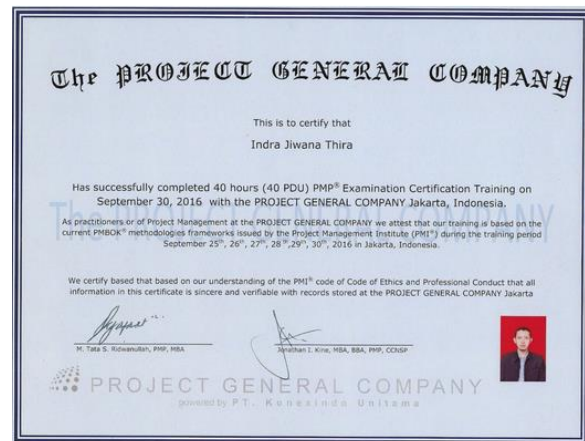 The PROJECT GENERAL COMPANY
This is to certify that
Indra Jiwana Thira
Has successfully completed 40 hours (40 PDU) PMP® Examination Certification Training on
September 30, 2016 with the PROJECT GENERAL COMPANY Jakarta, Indonesia.
The PROJECT GENERAL COMPANY
As practitioners or of Project Management at the PROJECT GENERAL COMPANY we attest that our training is based on the
current PMBOK® methodologies frameworks issued by the Project Management Institute (PMI®) during the training period
September 25th, 26th, 27th, 28th,29th, 30th, 2016 in Jakarta, Indonesia.
We certify based that based on our understanding of the PMI® code of Code of Ethics and Professional Conduct that all
information in this certificate is sincere and verifiable with records stored at the PROJECT GENERAL COMPANY Jakarta
M. Tata S. Ridwanullah, PMP, MBA
Jonathan I. Kine, MBA, BBA, PMP, CCNSP
PROJECT GENERAL COMPANY
powered by PT. Kunesindo Unitama